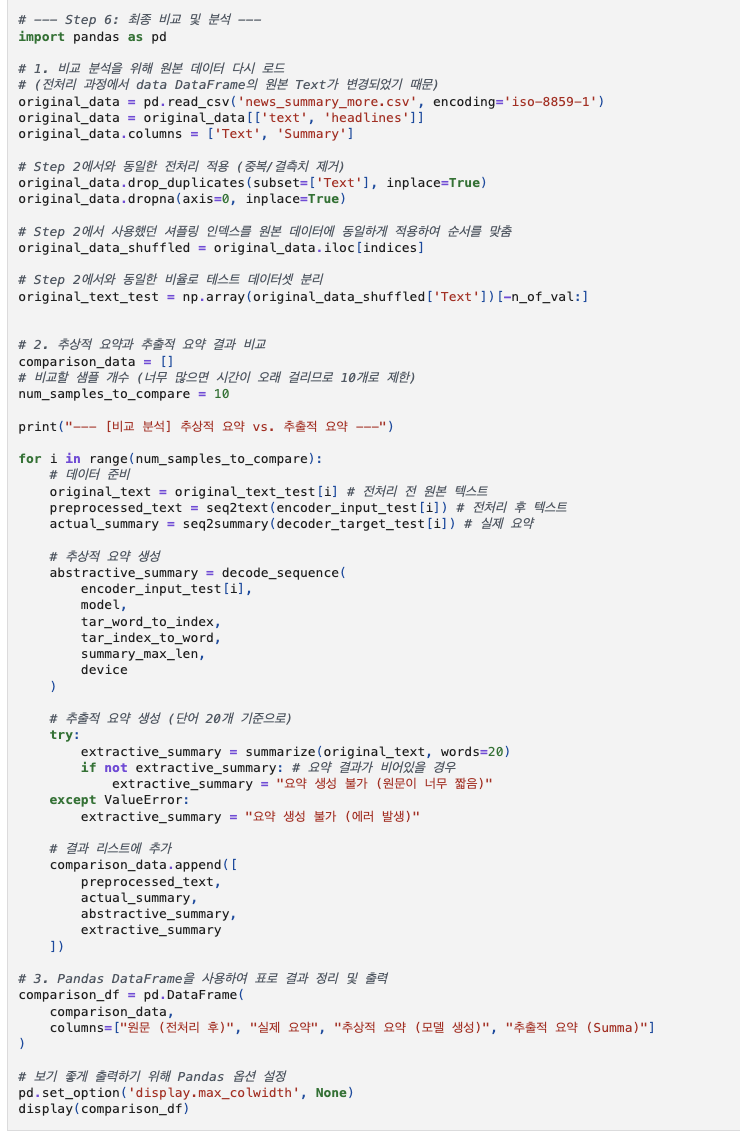 # --- Step 6: 최종 비교 및 분석 ---
import pandas as pd

# 1. 비교 분석을 위해 원본 데이터 다시 로드
# (전처리 과정에서 data DataFrame의 원본 Text가 변경되었기 때문)
original_data = pd.read_csv('news_summary_more.csv', encoding='iso-8859-1')
original_data = original_data[['text', 'headlines']]
original_data.columns = ['Text', 'Summary']

# Step 2에서와 동일한 전처리 적용 (중복/결측치 제거)
original_data.drop_duplicates(subset=['Text'], inplace=True)
original_data.dropna(axis=0, inplace=True)

# Step 2에서 사용했던 셔플링 인덱스를 원본 데이터에 동일하게 적용하여 순서를 맞춤
original_data_shuffled = original_data.iloc[indices]

# Step 2에서와 동일한 비율로 테스트 데이터셋 분리
original_text_test = np.array(original_data_shuffled['Text'])[-n_of_val:]


# 2. 추상적 요약과 추출적 요약 결과 비교
comparison_data = []
# 비교할 샘플 개수 (너무 많으면 시간이 오래 걸리므로 10개로 제한)
num_samples_to_compare = 10

print("--- [비교 분석] 추상적 요약 vs. 추출적 요약 ---")

for i in range(num_samples_to_compare):
    # 데이터 준비
    original_text = original_text_test[i] # 전처리 전 원본 텍스트
    preprocessed_text = seq2text(encoder_input_test[i]) # 전처리 후 텍스트
    actual_summary = seq2summary(decoder_target_test[i]) # 실제 요약

    # 추상적 요약 생성
    abstractive_summary = decode_sequence(
        encoder_input_test[i],
        model,
        tar_word_to_index,
        tar_index_to_word,
        summary_max_len,
        device
    )

    # 추출적 요약 생성 (단어 20개 기준으로)
    try:
        extractive_summary = summarize(original_text, words=20)
        if not extractive_summary: # 요약 결과가 비어있을 경우
            extractive_summary = "요약 생성 불가 (원문이 너무 짧음)"
    except ValueError:
        extractive_summary = "요약 생성 불가 (에러 발생)"

    # 결과 리스트에 추가
    comparison_data.append([
        preprocessed_text,
        actual_summary,
        abstractive_summary,
        extractive_summary
    ])

# 3. Pandas DataFrame을 사용하여 표로 결과 정리 및 출력
comparison_df = pd.DataFrame(
    comparison_data,
    columns=["원문 (전처리 후)", "실제 요약", "추상적 요약 (모델 생성)", "추출적 요약 (Summa)"]
)

# 보기 좋게 출력하기 위해 Pandas 옵션 설정
pd.set_option('display.max_colwidth', None)
display(comparison_df)